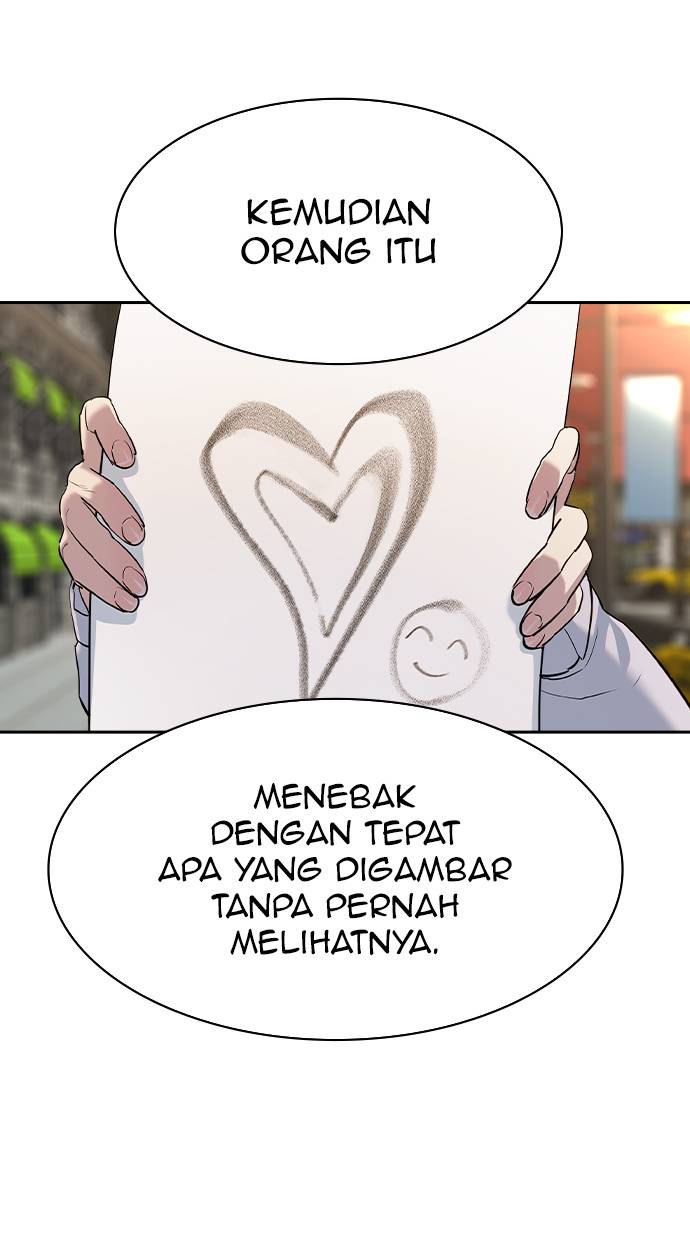 KEMUDIAN
ORANG ITU
MENEBAK
DENGAN TEPAT
APA YANG DIGAMBAR
TANPA PERNAH
MELIHATNYA.